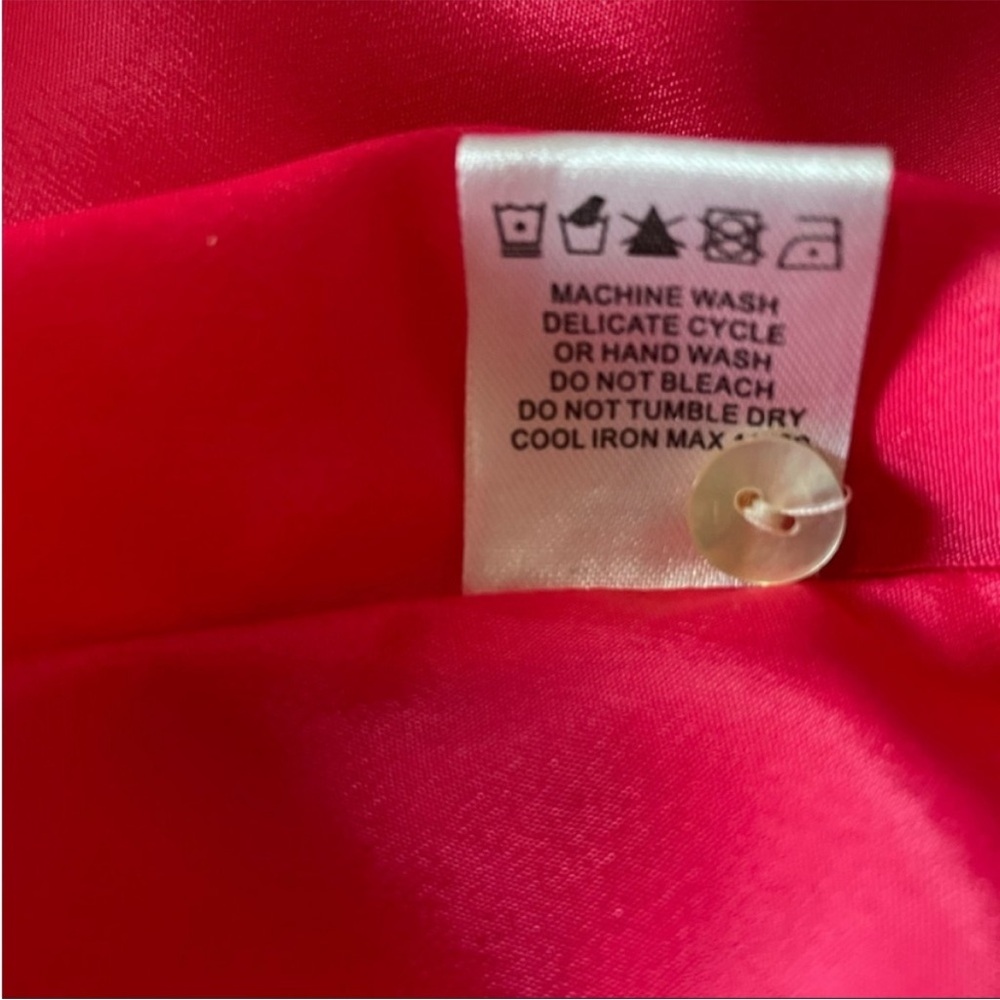 MACHINE WASH
DELICATE CYCLE
OR HAND WASH
DO NOT BLEACH
DO NOT TUMBLE DRY
COOL IRON MAX